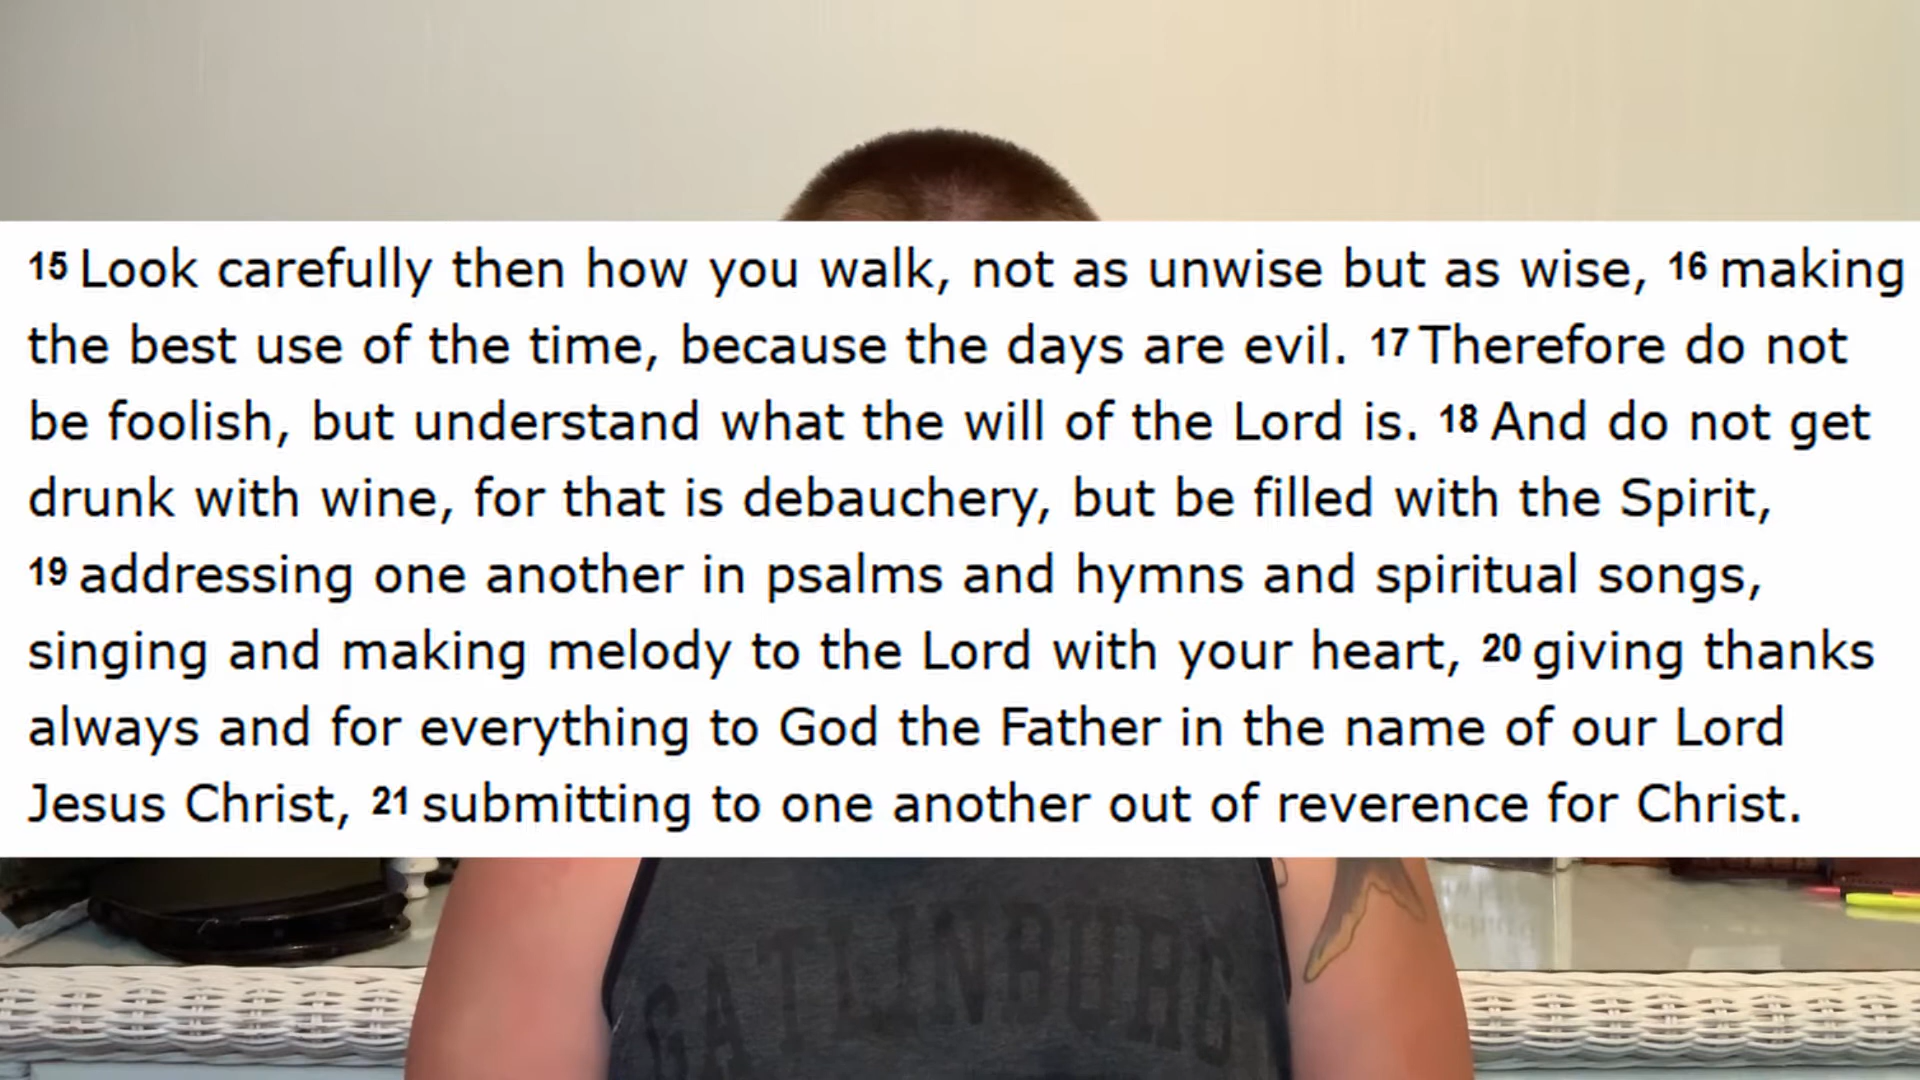 15 Look carefully then how you walk, not as unwise but as wise, 16 making
the best use of the time, because the days are evil. 17 Therefore do not
be foolish, but understand what the will of the Lord is. 18 And do not get
drunk with wine, for that is debauchery, but be filled with the Spirit,
19 addressing one another in psalms and hymns and spiritual songs,
singing and making melody to the Lord with your heart, 20 giving thanks
always and for everything to God the Father in the name of our Lord
Jesus Christ, 21 submitting to one another out of reverence for Christ.
GATLINBURG